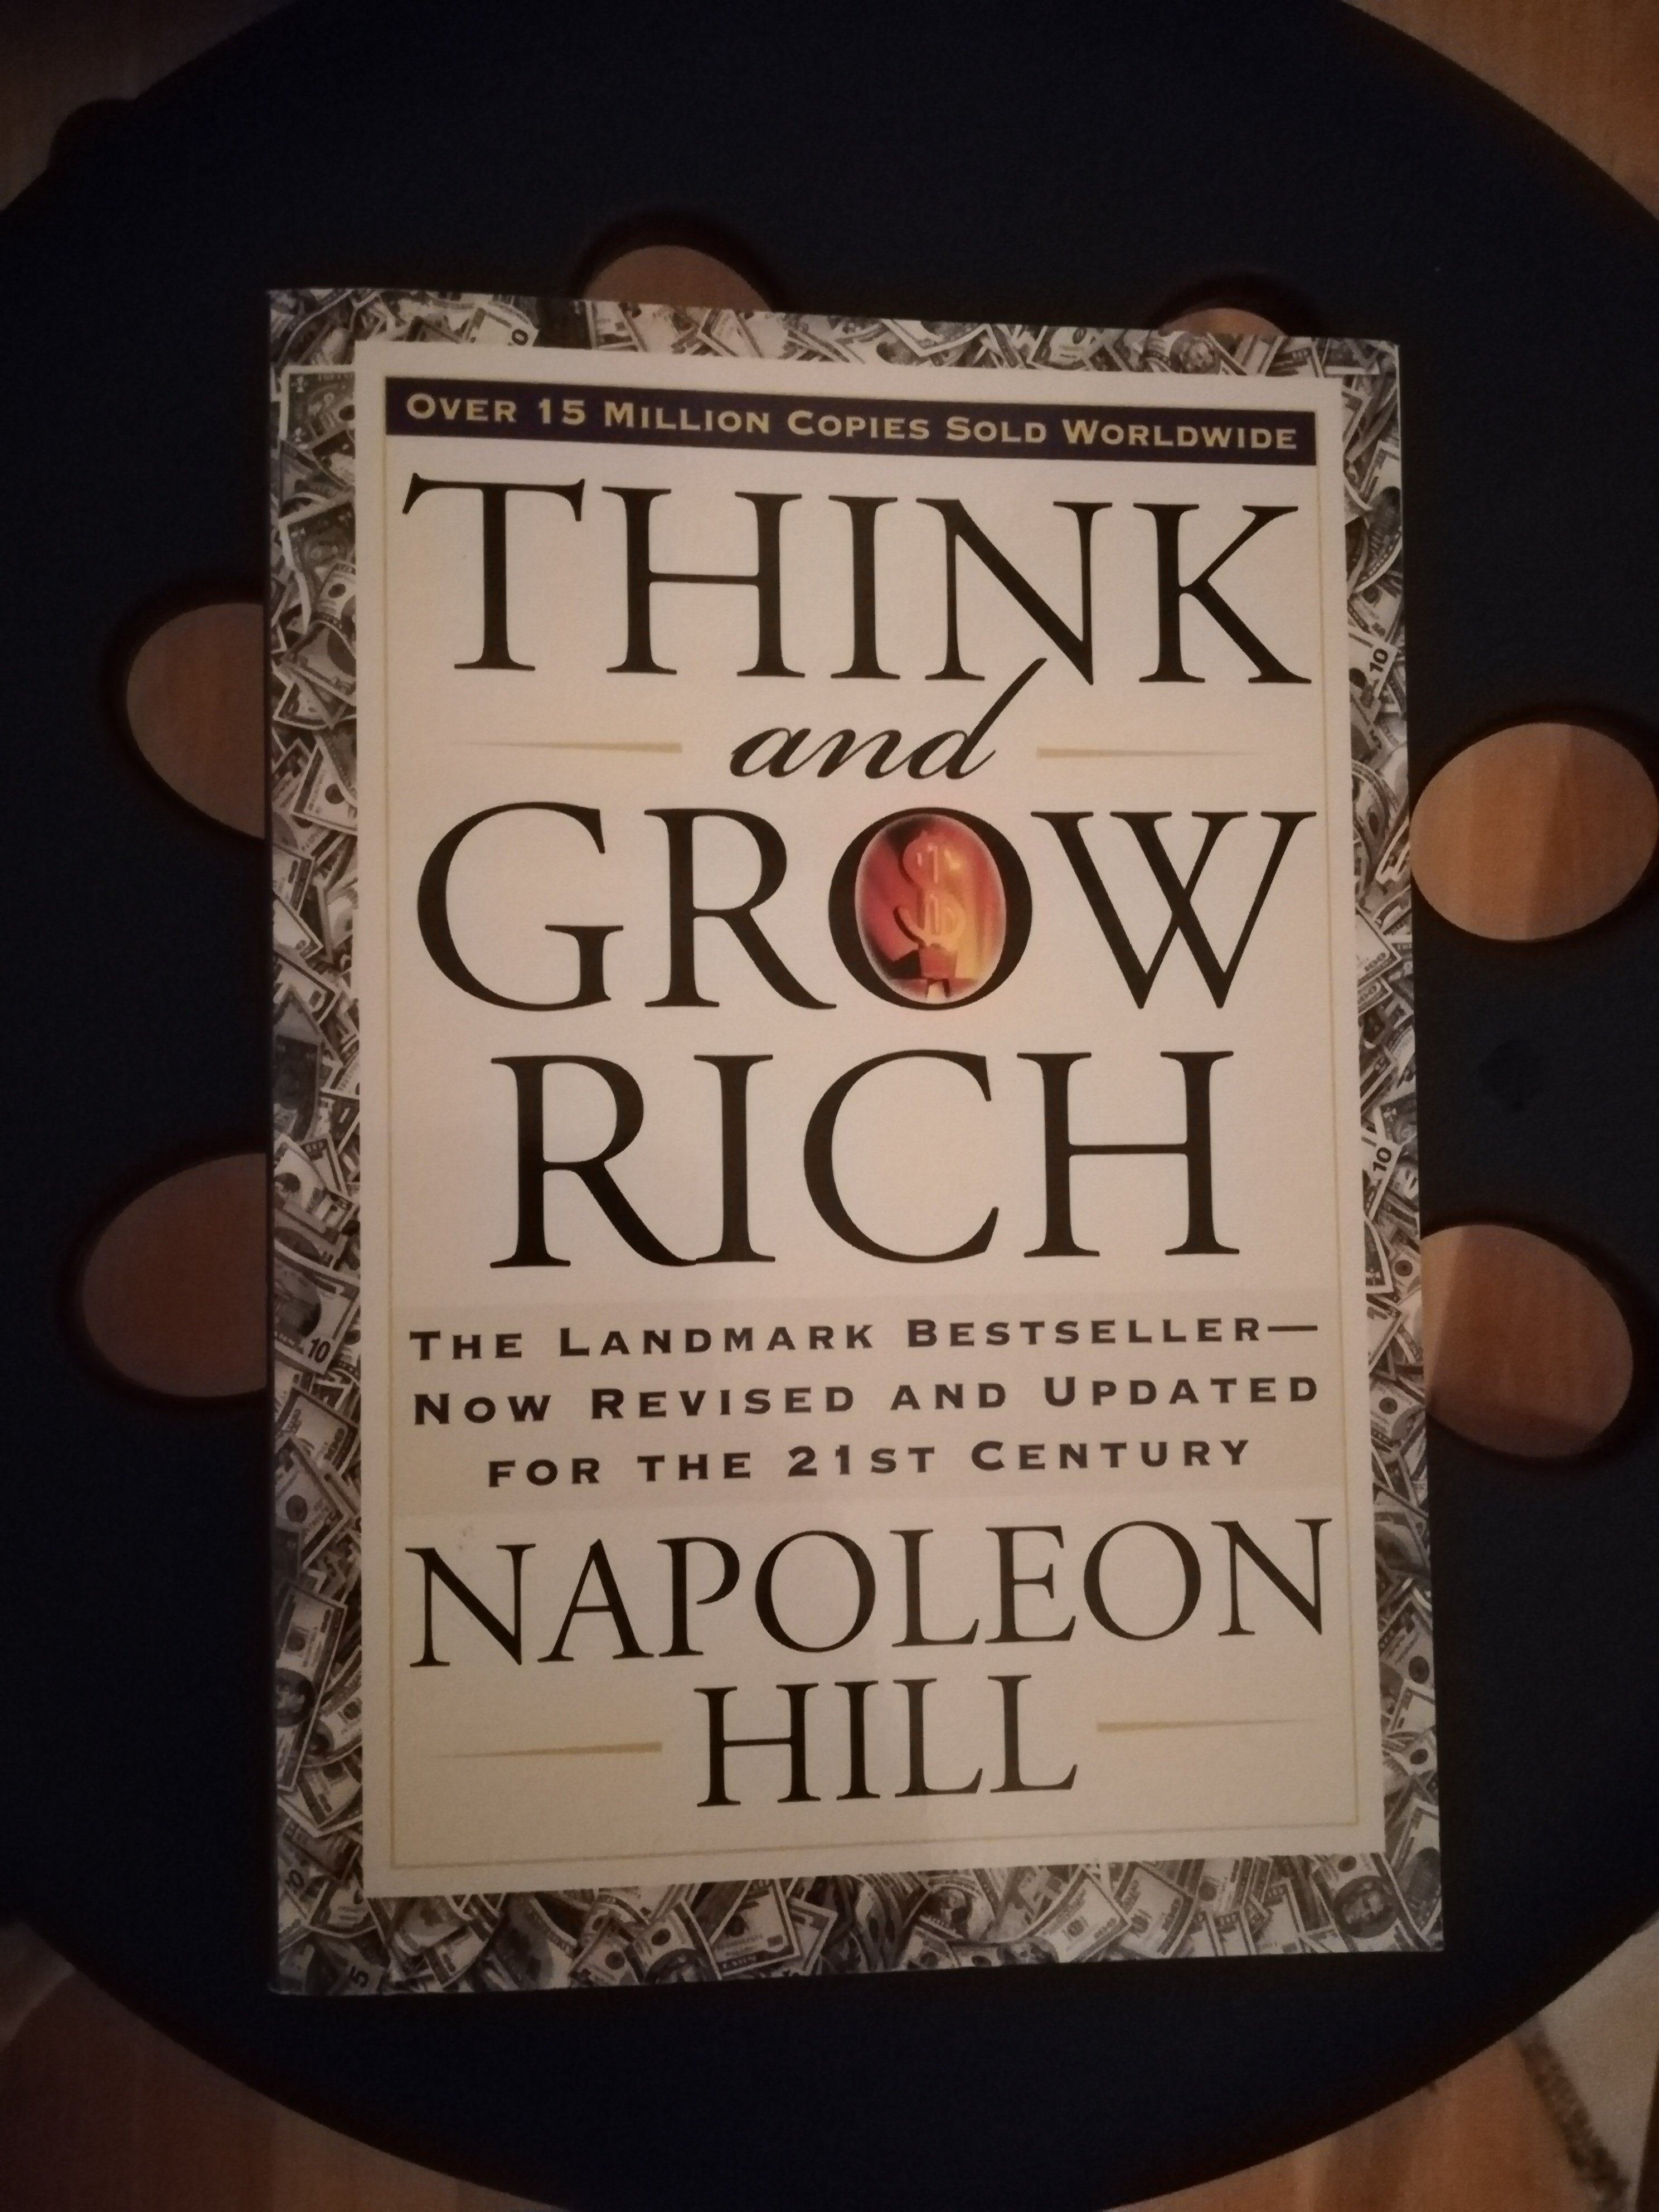 OVER 15 MILLION COPIES SOLD WORLDWIDE
THINK
and
GROW
RICH
THE LANDMARK BESTSELLER—
NOW REVISED AND UPDATED
FOR THE 21ST CENTURY
NAPOLEON
HILL